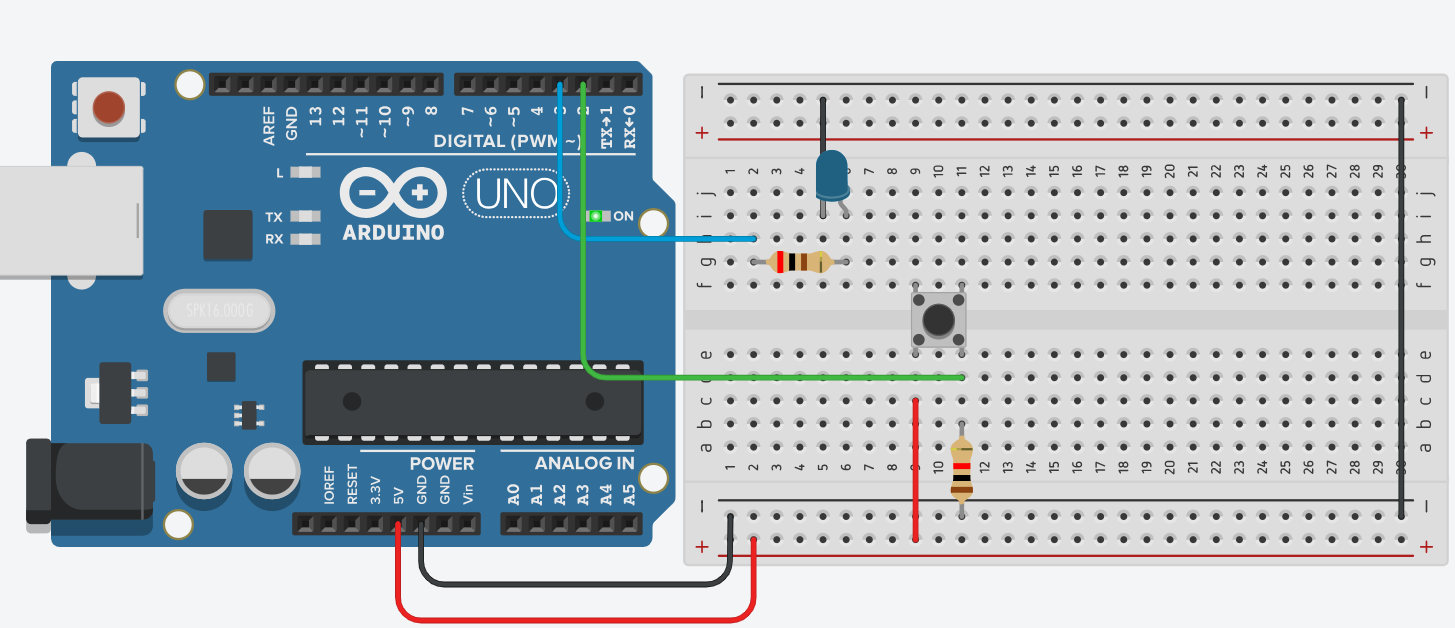 AREF
GND
13
12
~11
~10
~9
8
7
~6
~5
4
2
TX→1
RX←0
DIGITAL (PWM ~)
L
TX
RX
UNO
ON
ARDUINO
SPK16.000G
POWER
ANALOG IN
IOREF
RESET
3.3V
5V
GND
GND
Vin
A0
A1
A2
A3
A4
A5
− −
+ +
1 2 3 4 5 6 7 8 9 10 11 12 13 14 15 16 17 18 19 20 21 22 23 24 25 26 27 28 29 30
j j
i i
h h
g g
f f
e e
d d
c c
b b
a a
1 2 3 4 5 6 7 8 9 10 11 12 13 14 15 16 17 18 19 20 21 22 23 24 25 26 27 28 29 30
− −
+ +